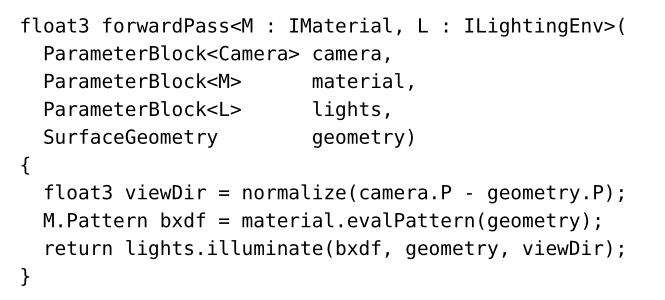 float3 forwardPass<M : IMaterial, L : ILightingEnv>(
  ParameterBlock<Camera> camera,
  ParameterBlock<M>      material,
  ParameterBlock<L>      lights,
  SurfaceGeometry        geometry)
{
  float3 viewDir = normalize(camera.P - geometry.P);
  M.Pattern bxdf = material.evalPattern(geometry);
  return lights.illuminate(bxdf, geometry, viewDir);
}